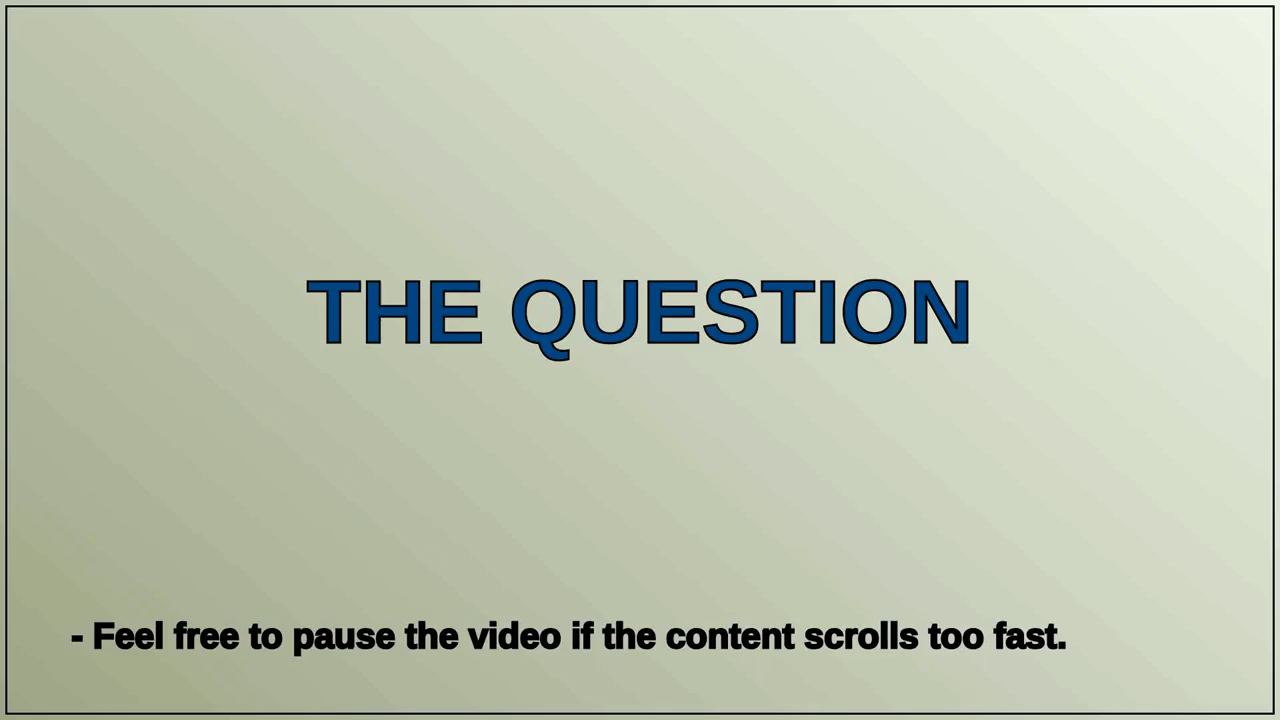 THE QUESTION
- Feel free to pause the video if the content scrolls too fast.